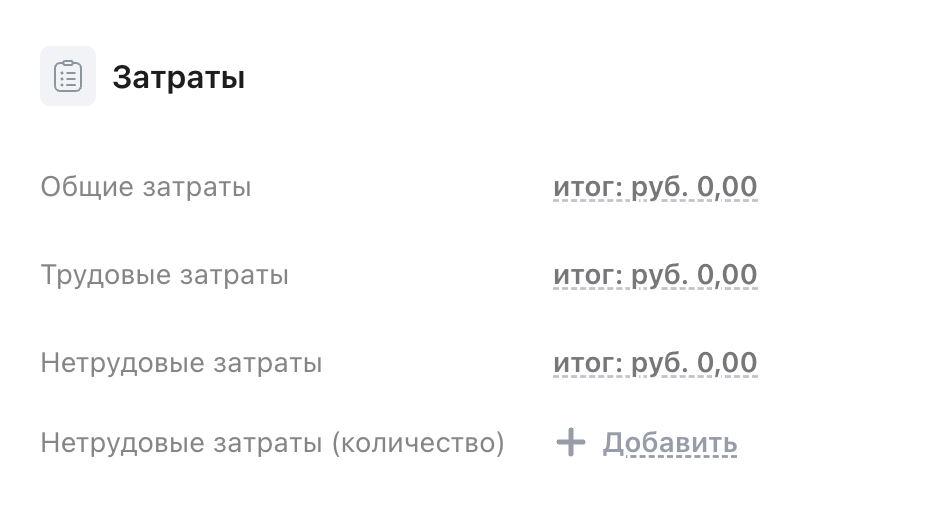 Затраты
Общие затраты итог: руб. 0,00
Трудовые затраты итог: руб. 0,00
Нетрудовые затраты итог: руб. 0,00
Нетрудовые затраты (количество) + Добавить